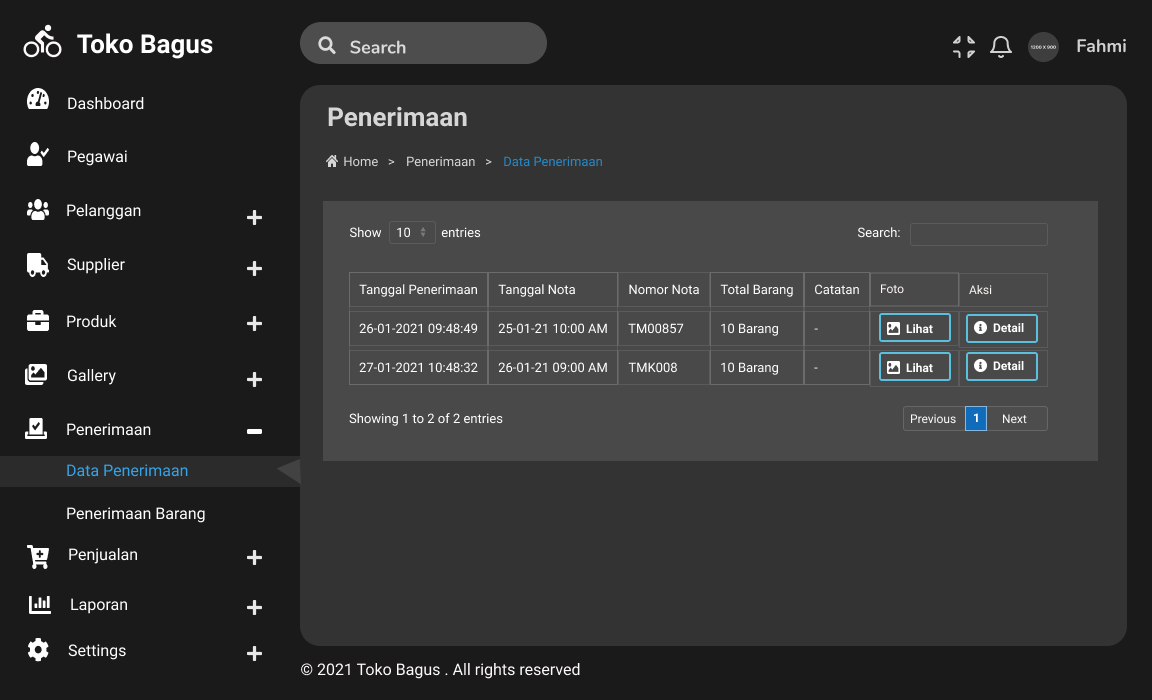 Toko Bagus
Search
1200 X 900
Fahmi
Dashboard
Pegawai
Pelanggan
Supplier
Produk
Gallery
Penerimaan
Data Penerimaan
Penerimaan Barang
Penjualan
Laporan
Settings
Penerimaan
Home > Penerimaan > Data Penerimaan
Show 10 entries Search:
Tanggal Penerimaan Tanggal Nota Nomor Nota Total Barang Catatan Foto Aksi
26-01-2021 09:48:49 25-01-21 10:00 AM TM00857 10 Barang - Lihat Detail
27-01-2021 10:48:32 26-01-21 09:00 AM TMK008 10 Barang - Lihat Detail
Showing 1 to 2 of 2 entries Previous 1 Next
© 2021 Toko Bagus . All rights reserved